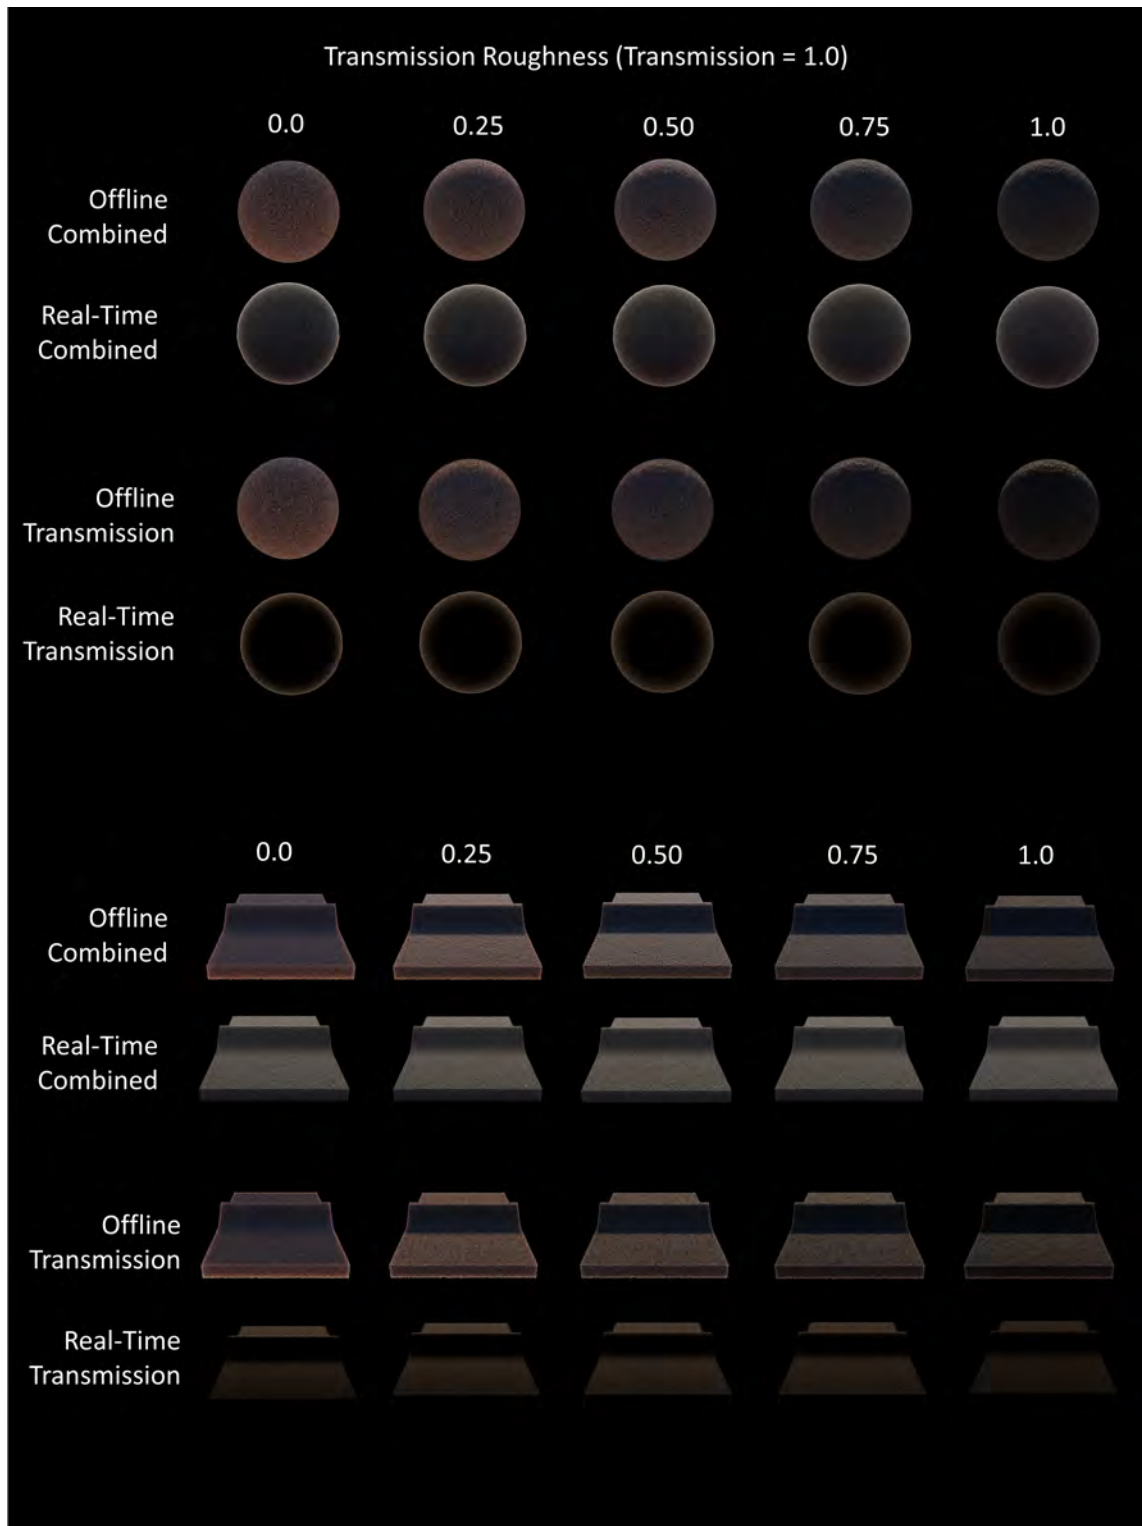 Transmission Roughness (Transmission = 1.0)
0.0 0.25 0.50 0.75 1.0
Offline
Combined
Real-Time
Combined
Offline
Transmission
Real-Time
Transmission
0.0 0.25 0.50 0.75 1.0
Offline
Combined
Real-Time
Combined
Offline
Transmission
Real-Time
Transmission